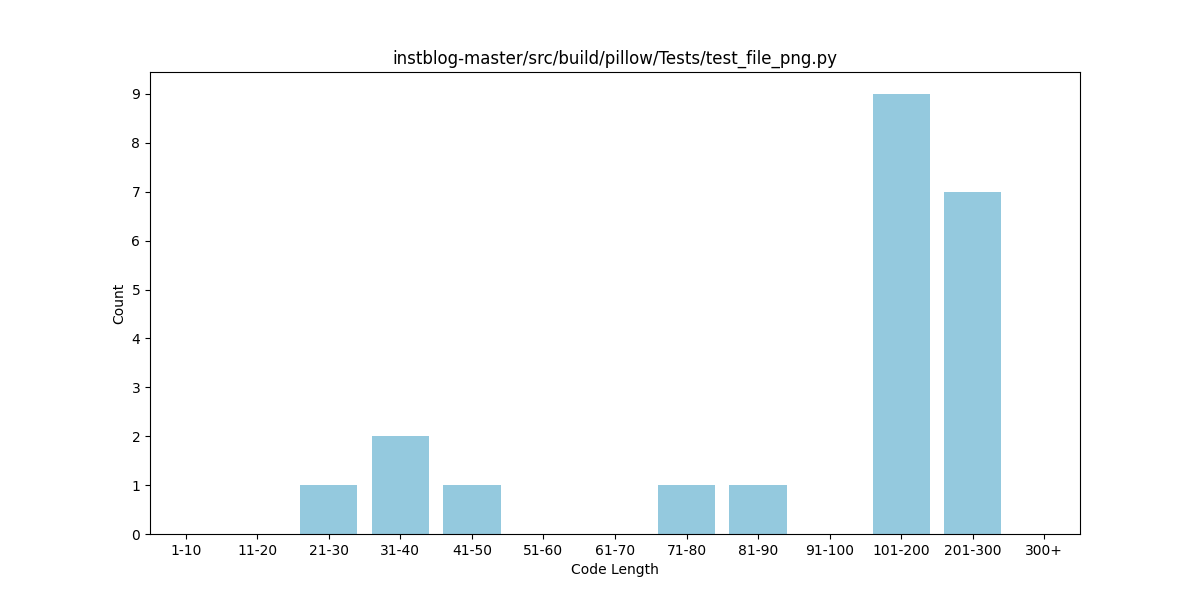 instblog-master/src/build/pillow/Tests/test_file_png.py
9
8
7
6
5
4
3
2
1
0
Count
1-10 11-20 21-30 31-40 41-50 51-60 61-70 71-80 81-90 91-100 101-200 201-300 300+
Code Length